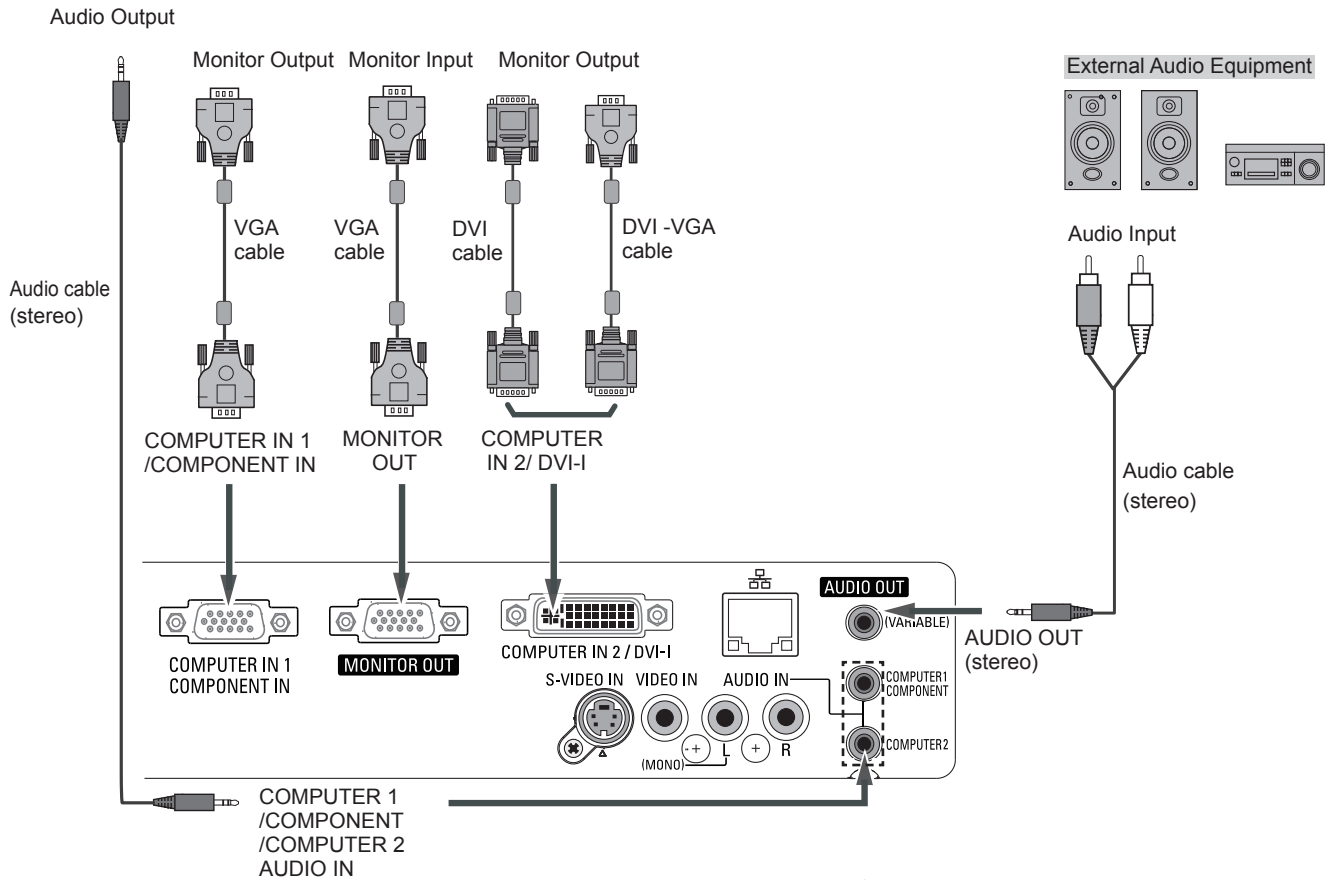 Audio Output
Monitor Output
Monitor Input
Monitor Output
External Audio Equipment
VGA
cable
VGA
cable
DVI
cable
DVI -VGA
cable
Audio Input
Audio cable
(stereo)
COMPUTER IN 1
/COMPONENT IN
MONITOR
OUT
COMPUTER
IN 2/ DVI-I
Audio cable
(stereo)
AUDIO OUT
(VARIABLE)
AUDIO OUT
(stereo)
COMPUTER IN 1
COMPONENT IN
MONITOR OUT
COMPUTER IN 2 / DVI-I
S-VIDEO IN
VIDEO IN
AUDIO IN
COMPUTER1
COMPONENT
COMPUTER2
(MONO)
L
R
COMPUTER 1
/COMPONENT
/COMPUTER 2
AUDIO IN